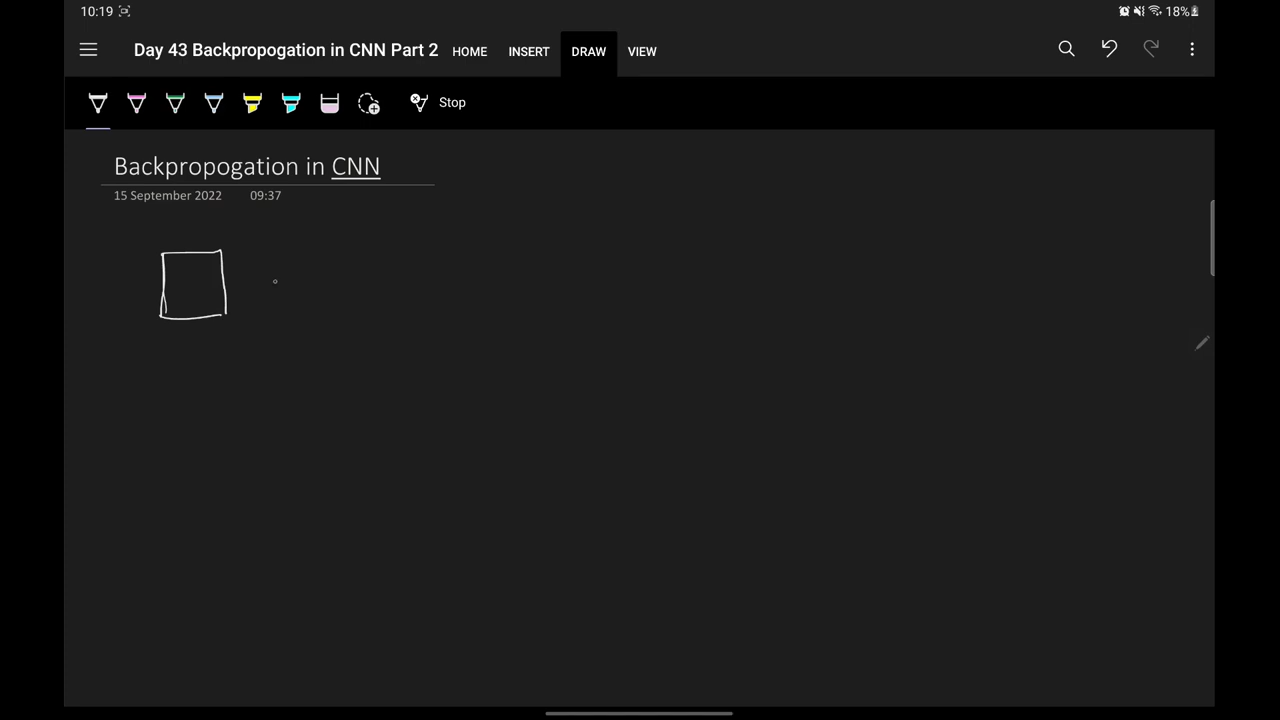 10:19 18%
Day 43 Backpropogation in CNN Part 2 HOME INSERT DRAW VIEW
Stop
Backpropogation in CNN
15 September 2022 09:37